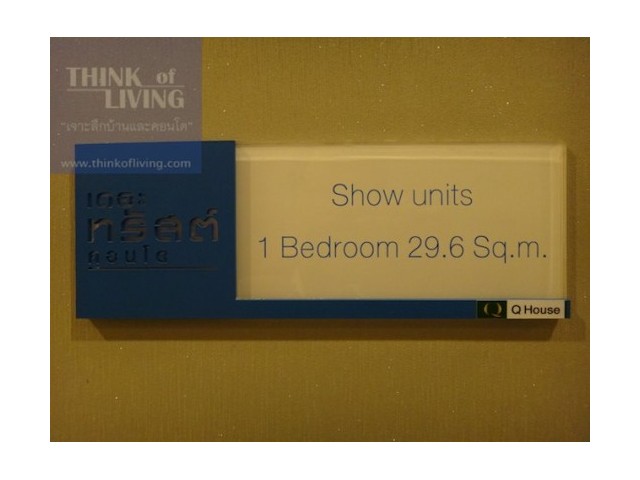 THINK of
LIVING
"เจาะลึกบ้านและคอนโด"
www.thinkofliving.com
เดอะ
ทรัสต์
คอนโด
Show units
1 Bedroom 29.6 Sq.m.
Q House